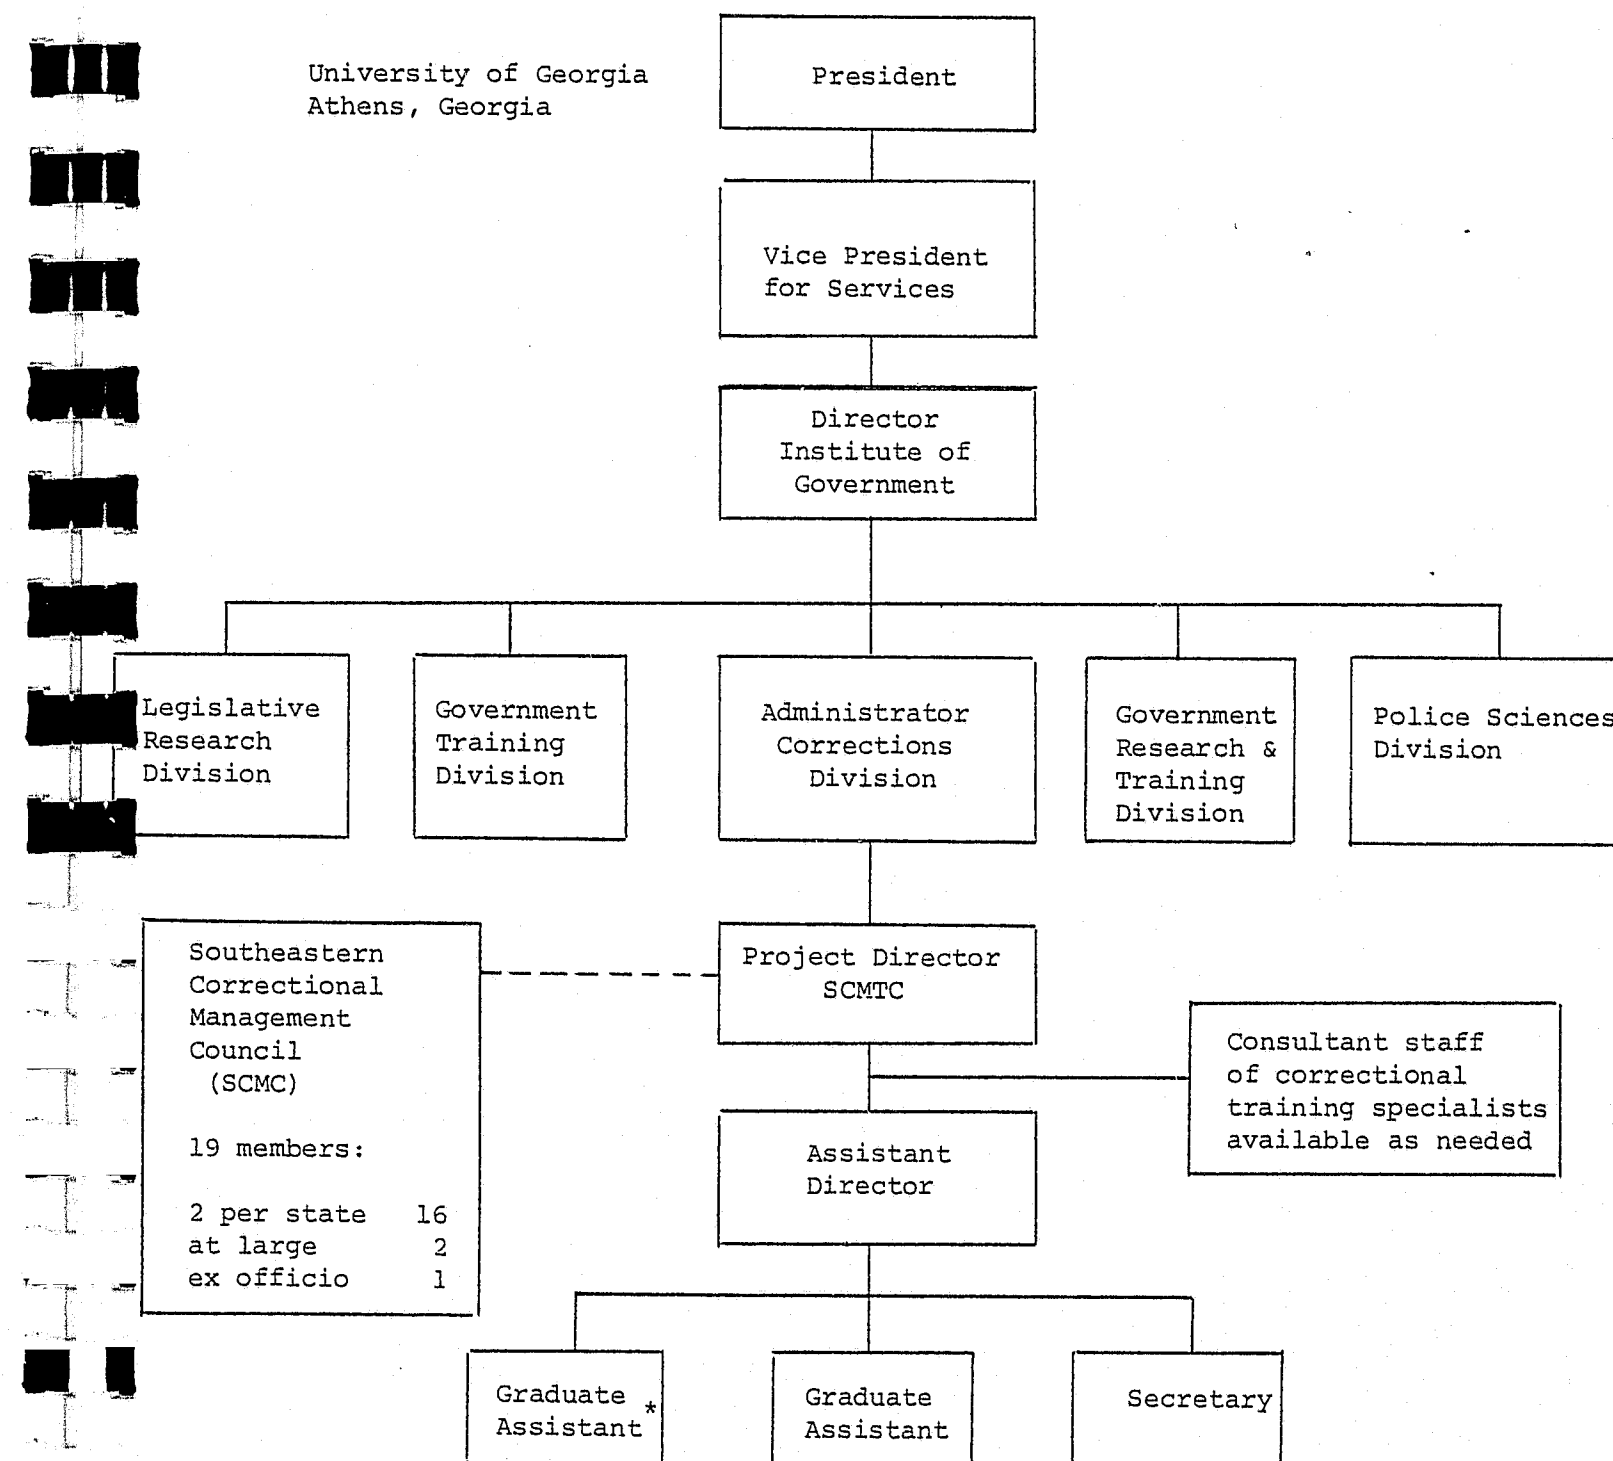 University of Georgia
Athens, Georgia
President
Vice President
for Services
Director
Institute of
Government
Legislative
Research
Division
Government
Training
Division
Administrator
Corrections
Division
Government
Research &
Training
Division
Police Sciences
Division
Southeastern
Correctional
Management
Council
(SCMC)
19 members:
2 per state 16
at large 2
ex officio 1
Project Director
SCMTC
Consultant staff
of correctional
training specialists
available as needed
Assistant
Director
Graduate
Assistant*
Graduate
Assistant
Secretary